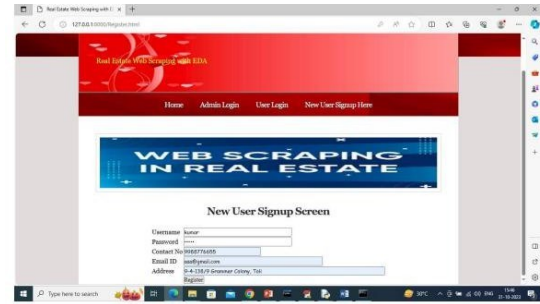 Real Estate Web Scraping with E
127.0.0.1:8000/Register.html
Real Estate Web Scraping with EDA
Home Admin Login User Login New User Signup Here
WEB SCRAPING
IN REAL ESTATE
New User Signup Screen
Username kumar
Password •••••
Contact No
Email ID
Address
Register
Type here to search
30°C
ENG
15:46